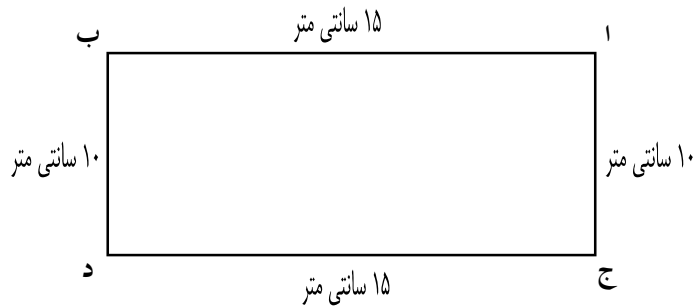 ۱۵ سانتی متر
ا
ب
۱۰ سانتی متر
۱۰ سانتی متر
ج
د
۱۵ سانتی متر